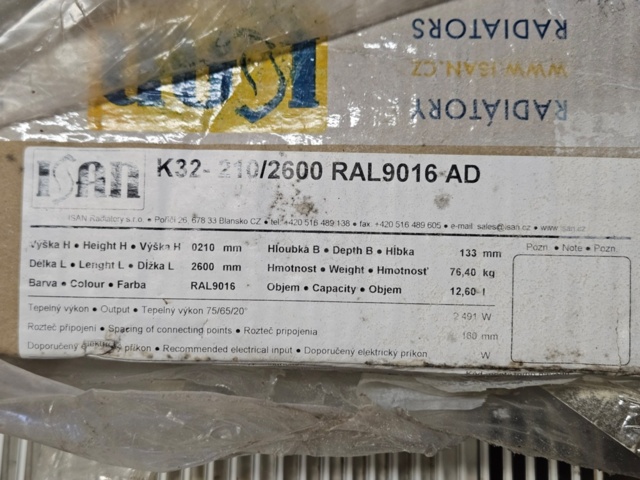 RADIATORS
WWW.ISAN.CZ
RADIÁTORY
ISAN
ISAN
K32- 210/2600 RAL9016 AD
ISAN Radiátory s.r.o. • Poříčí 26, 678 33 Blansko CZ • tel. +420 516 489 138 • fax. +420 516 489 605 • e-mail: sales@isan.cz • www.isan.cz
Výška H • Height H • Výška H 0210 mm Hloubka B • Depth B • Hĺbka 133 mm Pozn. • Note • Pozn.
Délka L • Lenght L • Dĺžka L 2600 mm Hmotnost • Weight • Hmotnosť 76,40 kg
Barva • Colour • Farba RAL9016 Objem • Capacity • Objem 12,60 l
Tepelný výkon • Output • Tepelný výkon 75/65/20° 2 491 W
Rozteč připojení • Spacing of connecting points • Rozteč pripojenia 160 mm
Doporučený elektrický příkon • Recommended electrical input • Doporučený elektrický príkon W